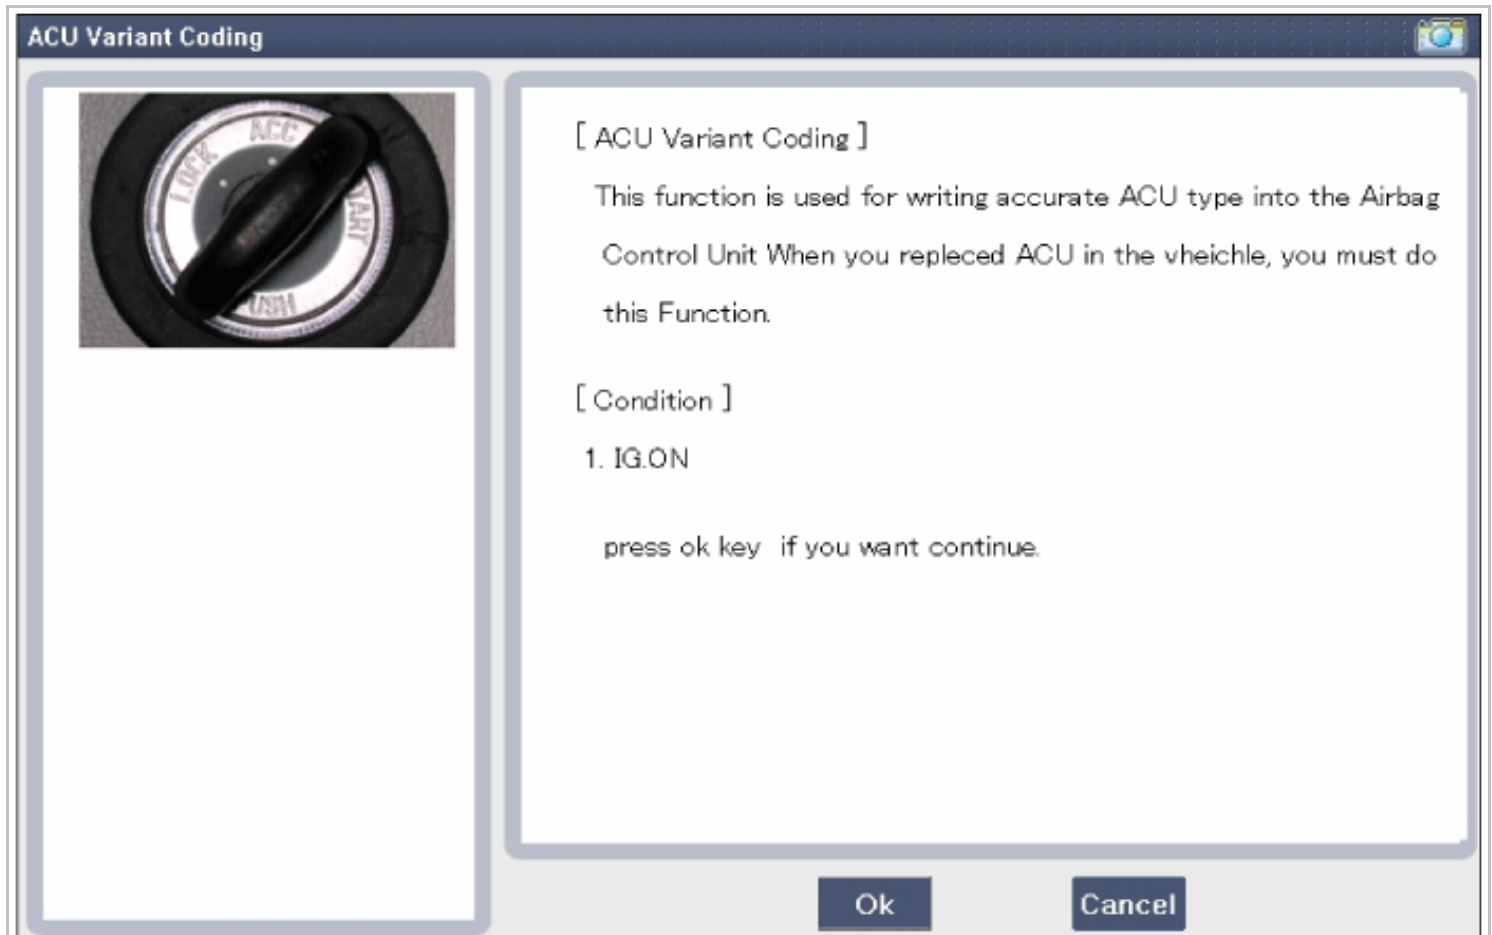 ACU Variant Coding
LOCK
ACC
START
PUSH
[ ACU Variant Coding ]
This function is used for writing accurate ACU type into the Airbag
Control Unit When you repleced ACU in the vheichle, you must do
this Function.
[ Condition ]
1. IG.ON
press ok key if you want continue.
Ok
Cancel